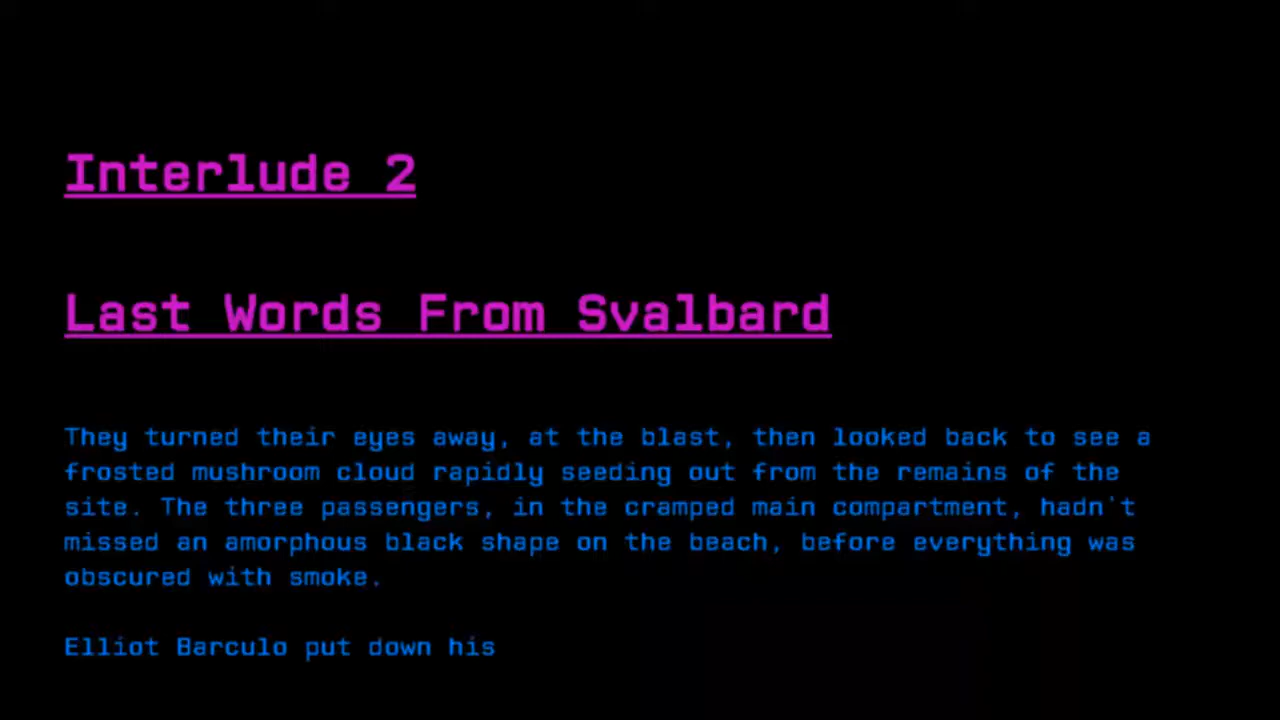 Interlude 2
Last Words From Svalbard
They turned their eyes away, at the blast, then looked back to see a
frosted mushroom cloud rapidly seeding out from the remains of the
site. The three passengers, in the cramped main compartment, hadn't
missed an amorphous black shape on the beach, before everything was
obscured with smoke.
Elliot Barculo put down his